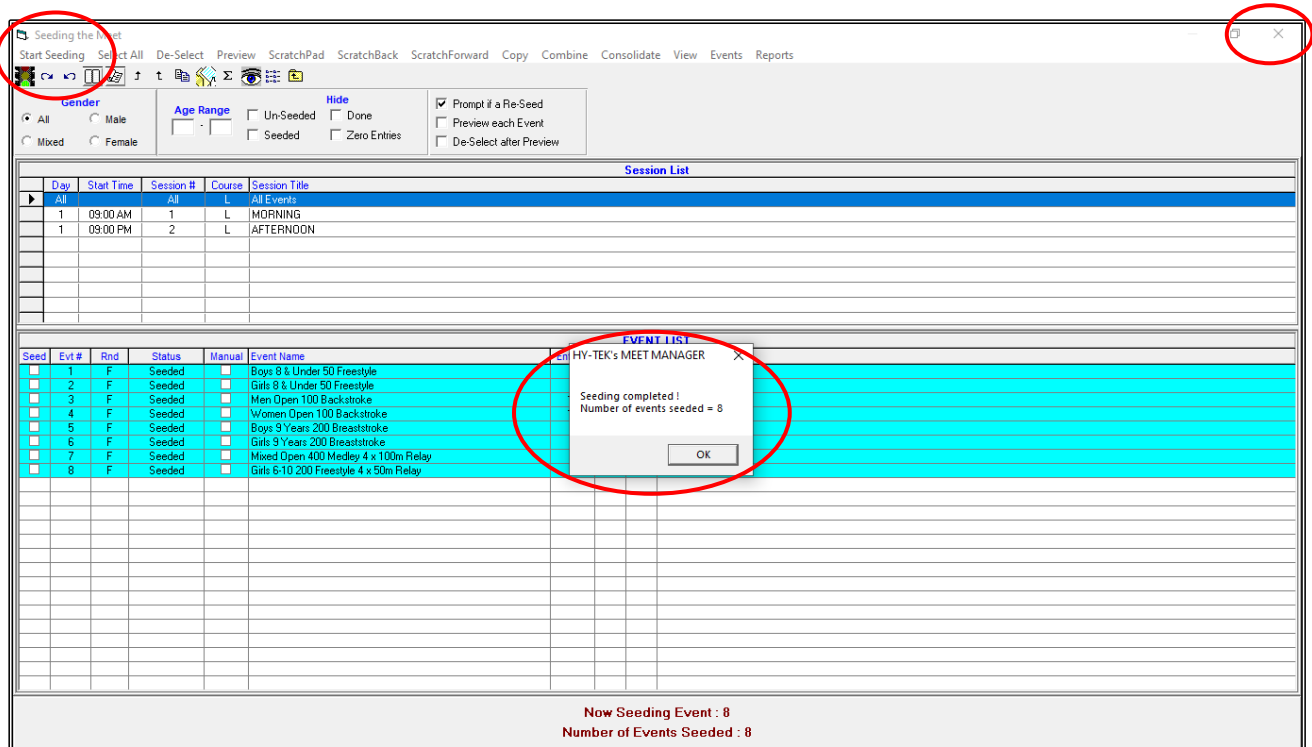 Seeding the Meet
Start Seeding Select All De-Select Preview ScratchPad ScratchBack ScratchForward Copy Combine Consolidate View Events Reports
Gender
All Male
Mixed Female
Age Range
-
Hide
Un-Seeded Done
Seeded Zero Entries
Prompt if a Re-Seed
Preview each Event
De-Select after Preview
Session List
Day Start Time Session # Course Session Title
All All L All Events
1 09:00 AM 1 L MORNING
1 09:00 PM 2 L AFTERNOON
EVENT LIST
Seed Evt # Rnd Status Manual Event Name
1 F Seeded Boys 8 & Under 50 Freestyle
2 F Seeded Girls 8 & Under 50 Freestyle
3 F Seeded Men Open 100 Backstroke
4 F Seeded Women Open 100 Backstroke
5 F Seeded Boys 9 Years 200 Breaststroke
6 F Seeded Girls 9 Years 200 Breaststroke
7 F Seeded Mixed Open 400 Medley 4 x 100m Relay
8 F Seeded Girls 6-10 200 Freestyle 4 x 50m Relay
HY-TEK's MEET MANAGER
Seeding completed !
Number of events seeded = 8
OK
Now Seeding Event : 8
Number of Events Seeded : 8